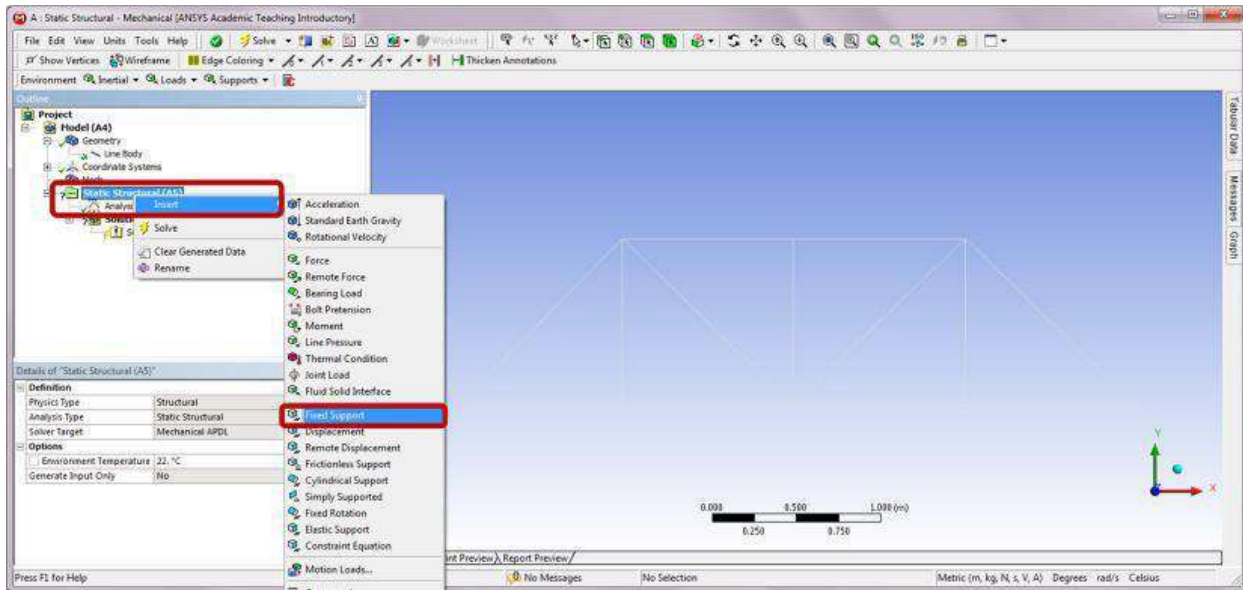 A : Static Structural - Mechanical [ANSYS Academic Teaching Introductory]
File Edit View Units Tools Help Solve Worksheet
Show Vertices Wireframe Edge Coloring Thicken Annotations
Environment Inertial Loads Supports
Outline
Project
Model (A4)
Geometry
Line Body
Coordinate Systems
Mesh
Static Structural (A5)
Insert
Solve
Clear Generated Data
Rename
Acceleration
Standard Earth Gravity
Rotational Velocity
Force
Remote Force
Bearing Load
Bolt Pretension
Moment
Line Pressure
Thermal Condition
Joint Load
Fluid Solid Interface
Fixed Support
Displacement
Remote Displacement
Frictionless Support
Cylindrical Support
Simply Supported
Fixed Rotation
Elastic Support
Constraint Equation
Motion Loads...
Details of "Static Structural (A5)"
Definition
Physics Type Structural
Analysis Type Static Structural
Solver Target Mechanical APDL
Options
Environment Temperature 22. °C
Generate Input Only No
Tabular Data
Messages
Graph
Y
X
0.000 0.500 1.000 (m)
0.250 0.750
int Preview Report Preview
Press F1 for Help No Messages No Selection Metric (m, kg, N, s, V, A) Degrees rad/s Celsius